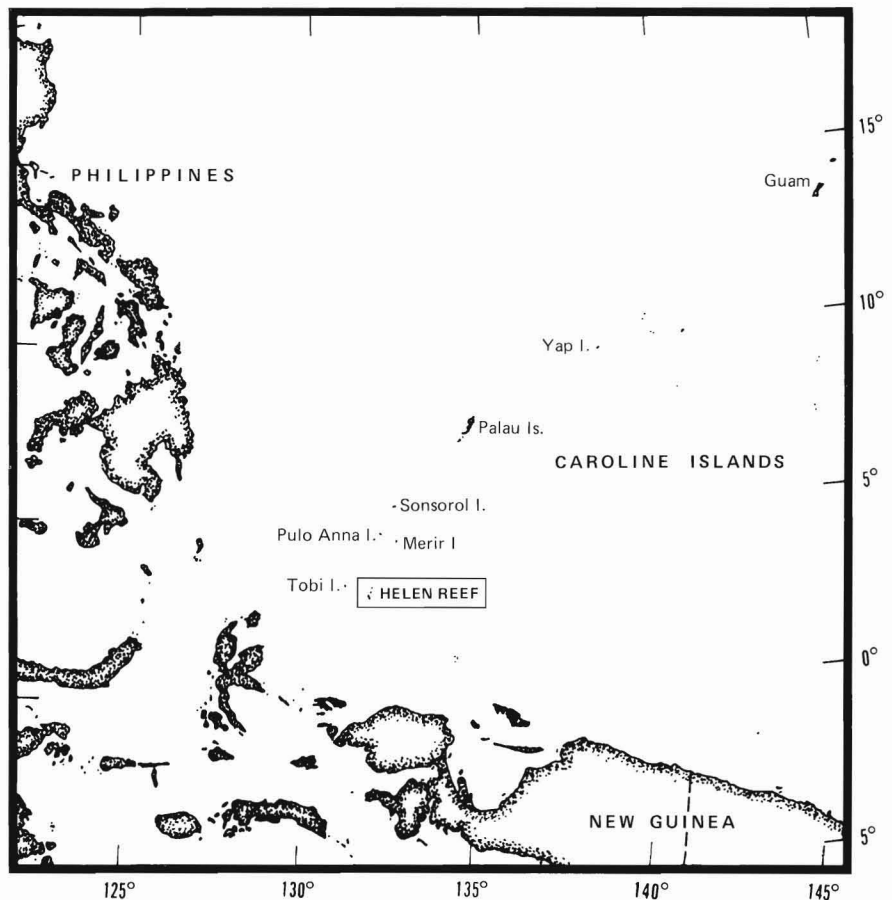 15°
PHILIPPINES
Guam
10°
Yap I.
Palau Is.
CAROLINE ISLANDS
5°
Sonsorol I.
Pulo Anna I.
Merir I
Tobi I.
HELEN REEF
0°
NEW GUINEA
5°
125° 130° 135° 140° 145°